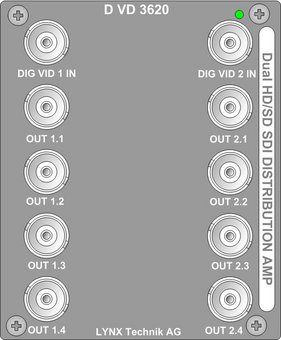 D VD 3620
DIG VID 1 IN
DIG VID 2 IN
OUT 1.1
OUT 2.1
OUT 1.2
OUT 2.2
OUT 1.3
OUT 2.3
OUT 1.4
LYNX Technik AG
OUT 2.4
Dual HD/SD SDI DISTRIBUTION AMP